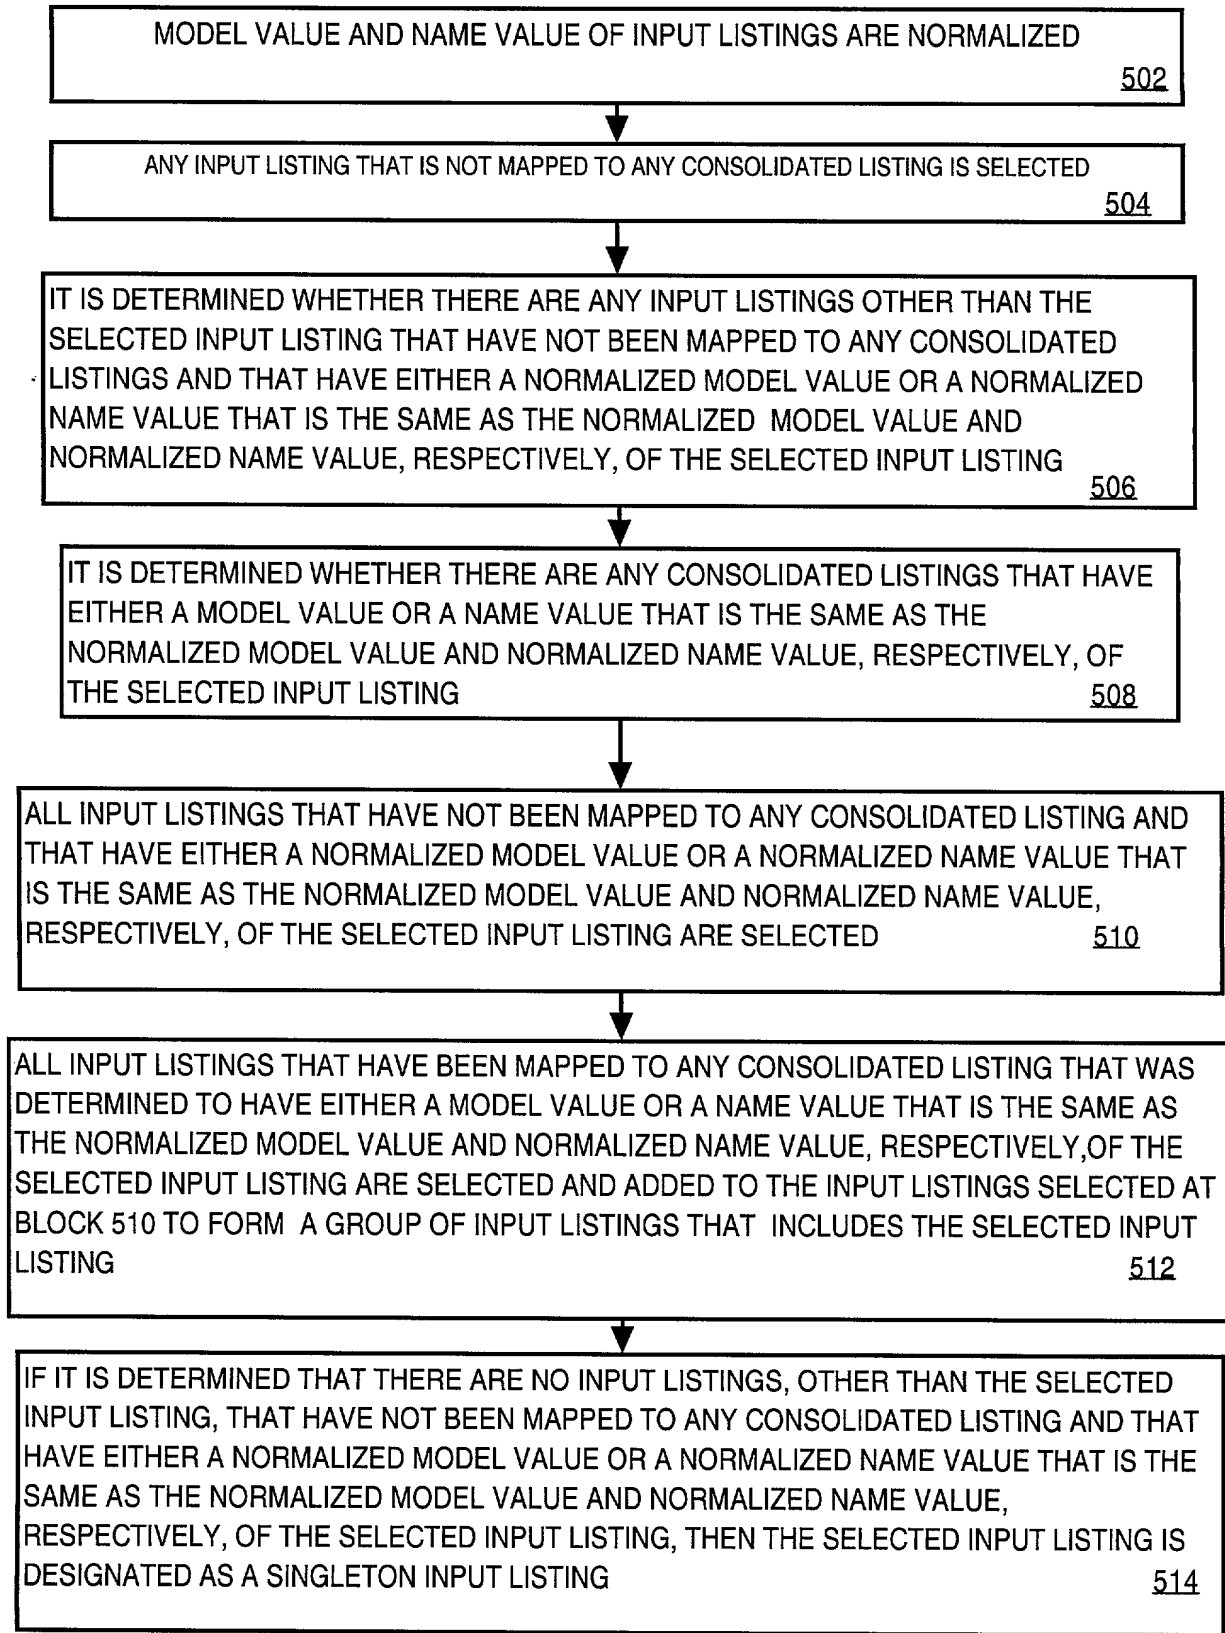 MODEL VALUE AND NAME VALUE OF INPUT LISTINGS ARE NORMALIZED
502
ANY INPUT LISTING THAT IS NOT MAPPED TO ANY CONSOLIDATED LISTING IS SELECTED
504
IT IS DETERMINED WHETHER THERE ARE ANY INPUT LISTINGS OTHER THAN THE
SELECTED INPUT LISTING THAT HAVE NOT BEEN MAPPED TO ANY CONSOLIDATED
LISTINGS AND THAT HAVE EITHER A NORMALIZED MODEL VALUE OR A NORMALIZED
NAME VALUE THAT IS THE SAME AS THE NORMALIZED MODEL VALUE AND
NORMALIZED NAME VALUE, RESPECTIVELY, OF THE SELECTED INPUT LISTING
506
IT IS DETERMINED WHETHER THERE ARE ANY CONSOLIDATED LISTINGS THAT HAVE
EITHER A MODEL VALUE OR A NAME VALUE THAT IS THE SAME AS THE
NORMALIZED MODEL VALUE AND NORMALIZED NAME VALUE, RESPECTIVELY, OF
THE SELECTED INPUT LISTING 508
ALL INPUT LISTINGS THAT HAVE NOT BEEN MAPPED TO ANY CONSOLIDATED LISTING AND
THAT HAVE EITHER A NORMALIZED MODEL VALUE OR A NORMALIZED NAME VALUE THAT
IS THE SAME AS THE NORMALIZED MODEL VALUE AND NORMALIZED NAME VALUE,
RESPECTIVELY, OF THE SELECTED INPUT LISTING ARE SELECTED 510
ALL INPUT LISTINGS THAT HAVE BEEN MAPPED TO ANY CONSOLIDATED LISTING THAT WAS
DETERMINED TO HAVE EITHER A MODEL VALUE OR A NAME VALUE THAT IS THE SAME AS
THE NORMALIZED MODEL VALUE AND NORMALIZED NAME VALUE, RESPECTIVELY,OF THE
SELECTED INPUT LISTING ARE SELECTED AND ADDED TO THE INPUT LISTINGS SELECTED AT
BLOCK 510 TO FORM A GROUP OF INPUT LISTINGS THAT INCLUDES THE SELECTED INPUT
LISTING 512
IF IT IS DETERMINED THAT THERE ARE NO INPUT LISTINGS, OTHER THAN THE SELECTED
INPUT LISTING, THAT HAVE NOT BEEN MAPPED TO ANY CONSOLIDATED LISTING AND THAT
HAVE EITHER A NORMALIZED MODEL VALUE OR A NORMALIZED NAME VALUE THAT IS THE
SAME AS THE NORMALIZED MODEL VALUE AND NORMALIZED NAME VALUE,
RESPECTIVELY, OF THE SELECTED INPUT LISTING, THEN THE SELECTED INPUT LISTING IS
DESIGNATED AS A SINGLETON INPUT LISTING 514